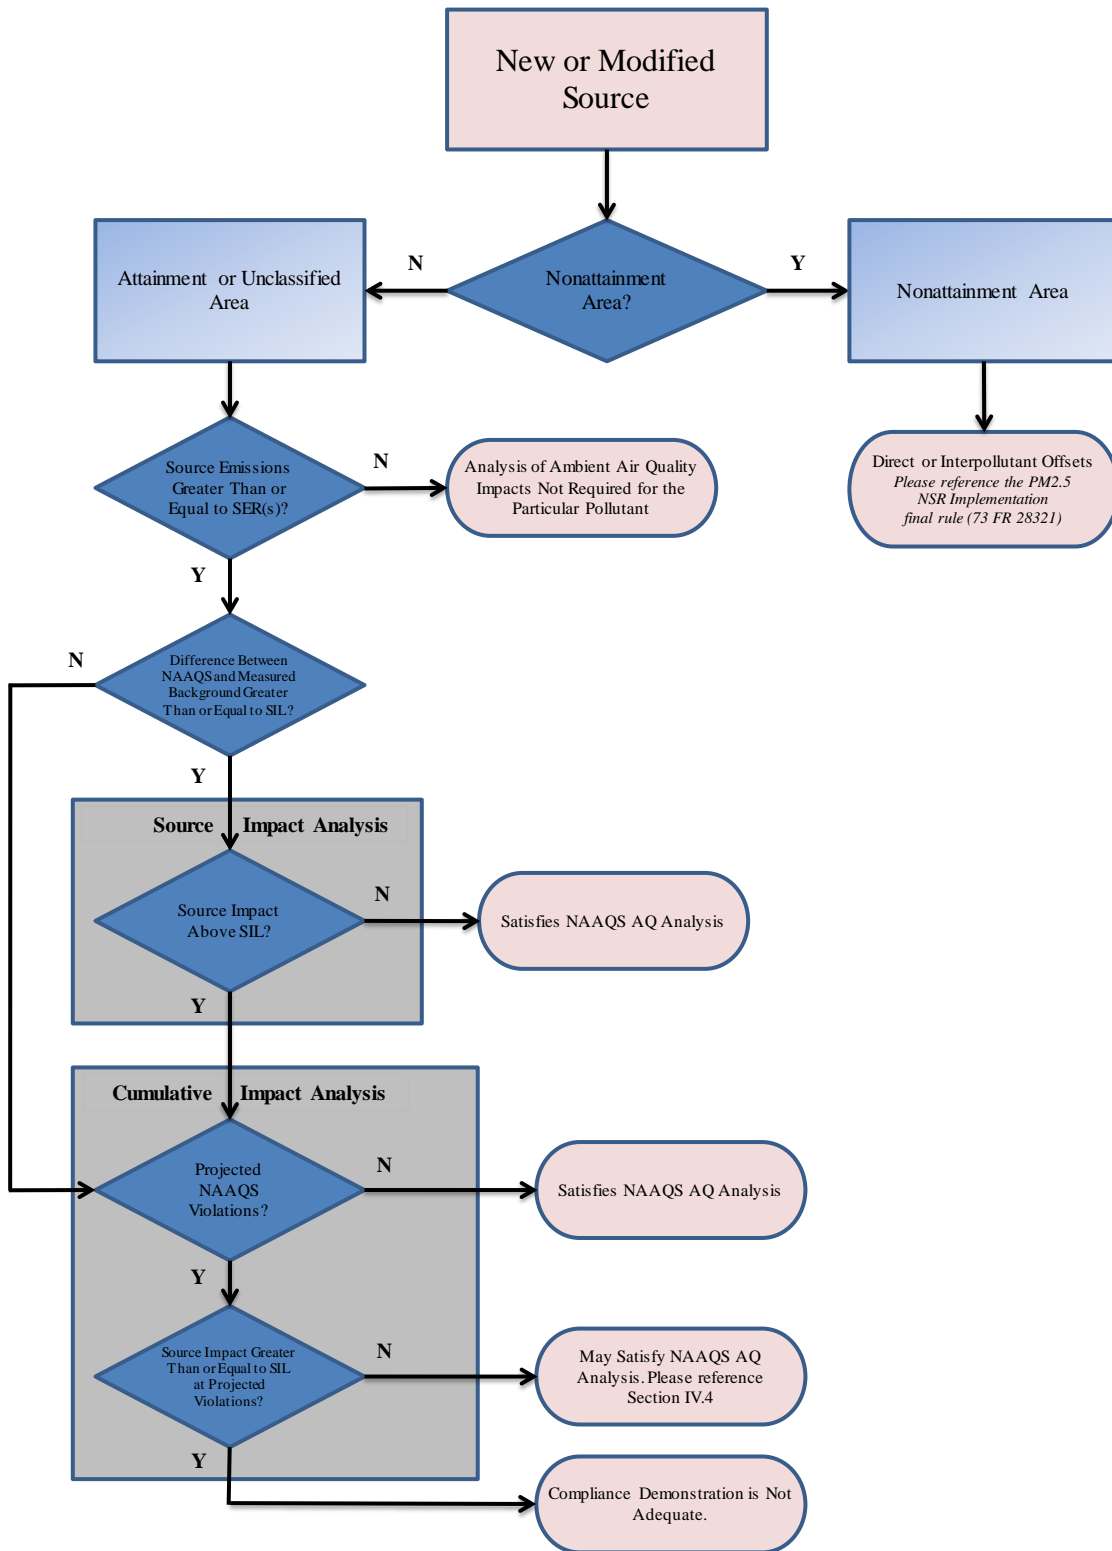 New or Modified
Source
N
Y
Attainment or Unclassified
Area
Nonattainment
Area?
Nonattainment Area
Source Emissions
Greater Than or
Equal to SER(s)?
N
Analysis of Ambient Air Quality
Impacts Not Required for the
Particular Pollutant
Direct or Interpollutant Offsets
Please reference the PM2.5
NSR Implementation
final rule (73 FR 28321)
Y
N
Difference Between
NAAQS and Measured
Background Greater
Than or Equal to SIL?
Y
Source Impact Analysis
Source Impact
Above SIL?
N
Satisfies NAAQS AQ Analysis
Y
Cumulative Impact Analysis
Projected
NAAQS
Violations?
N
Satisfies NAAQS AQ Analysis
Y
Source Impact Greater
Than or Equal to SIL
at Projected
Violations?
N
May Satisfy NAAQS AQ
Analysis. Please reference
Section IV.4
Y
Compliance Demonstration is Not
Adequate.